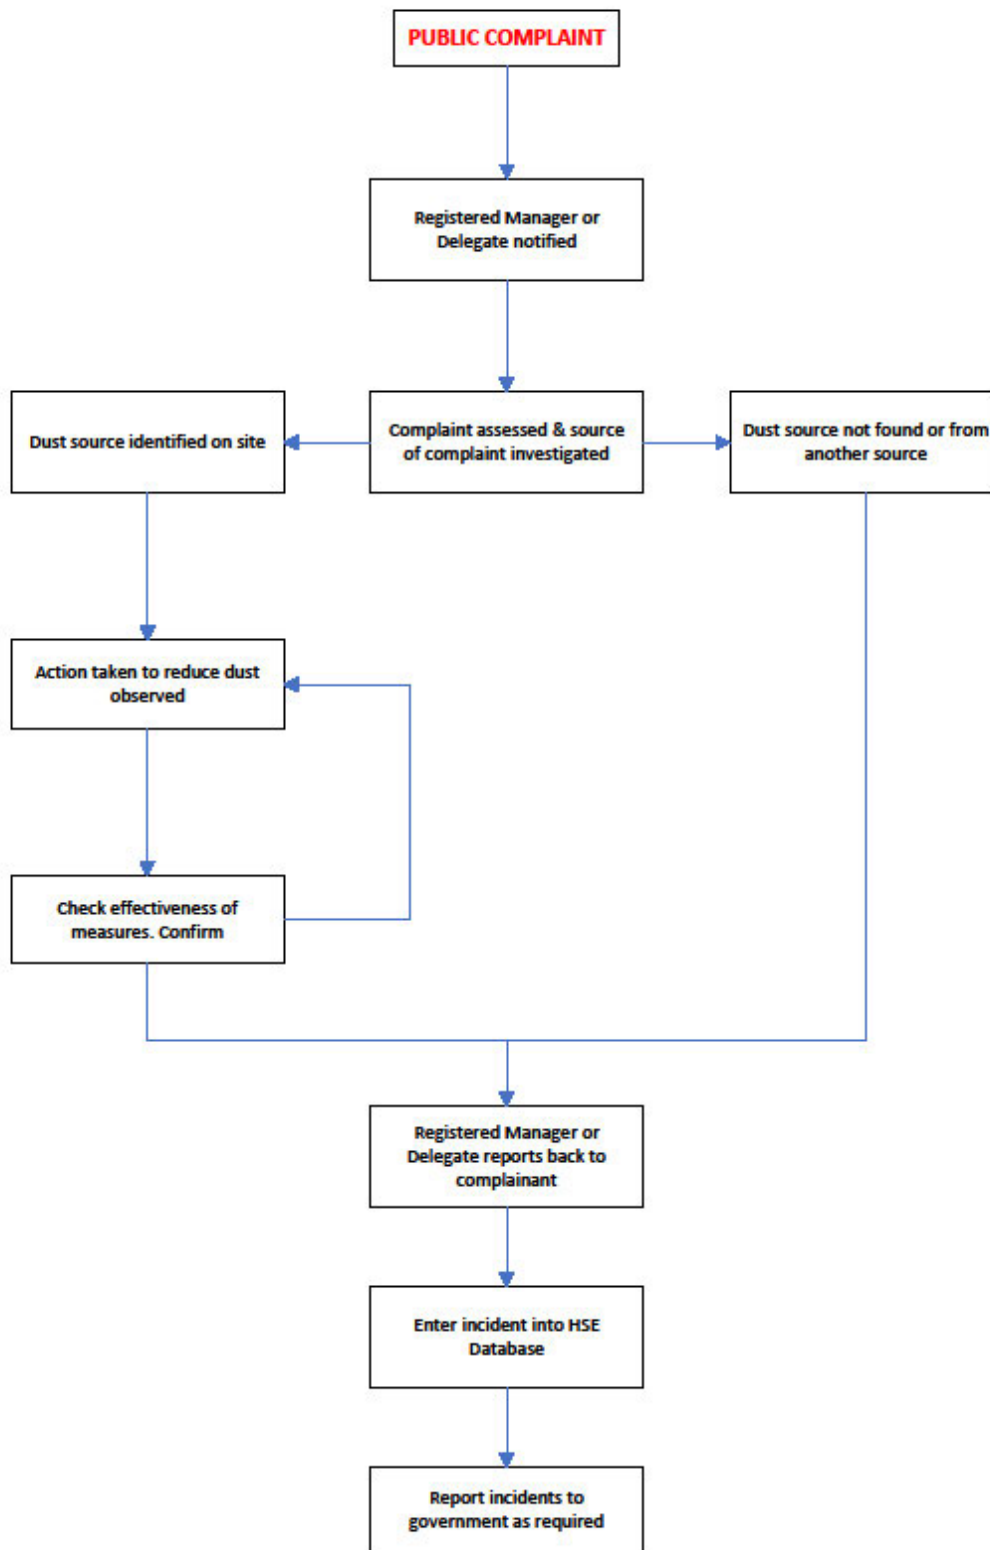 PUBLIC COMPLAINT
Registered Manager or
Delegate notified
Dust source identified on site
Complaint assessed & source
of complaint investigated
Dust source not found or from
another source
Action taken to reduce dust
observed
Check effectiveness of
measures. Confirm
Registered Manager or
Delegate reports back to
complainant
Enter incident into HSE
Database
Report incidents to
government as required